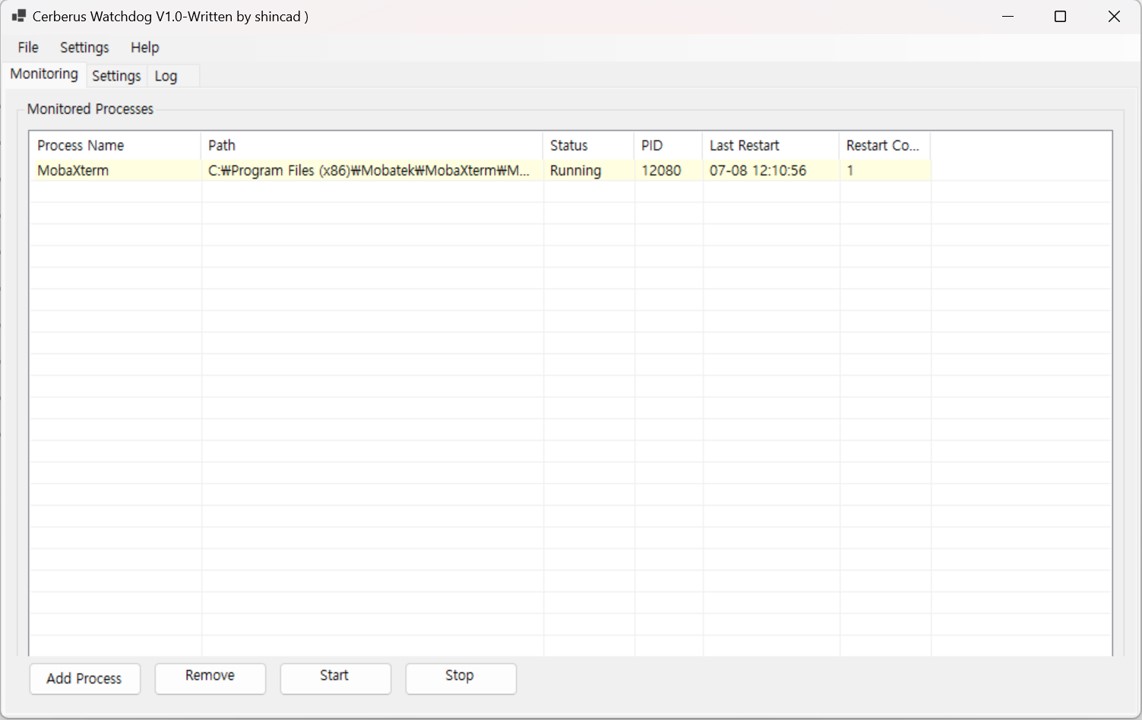 Cerberus Watchdog V1.0-Written by shincad )
File Settings Help
Monitoring Settings Log
Monitored Processes
Process Name Path Status PID Last Restart Restart Co...
MobaXterm C:₩Program Files (x86)₩Mobatek₩MobaXterm₩M... Running 12080 07-08 12:10:56 1
Add Process Remove Start Stop